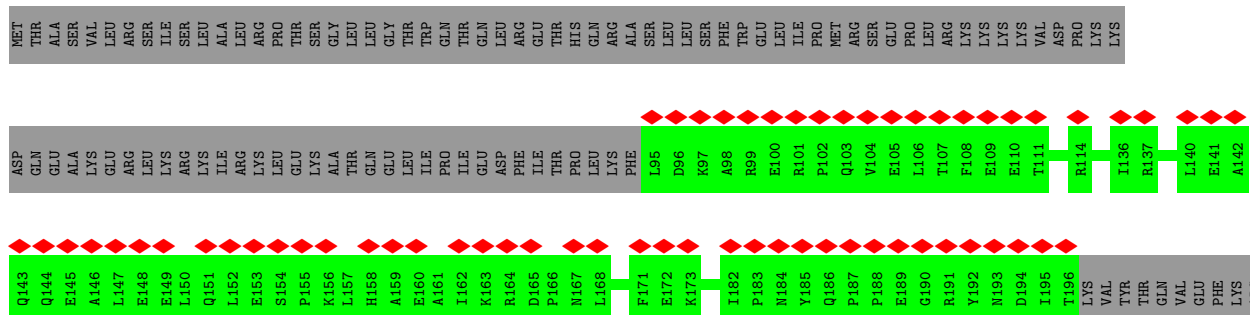 MET THR ALA SER VAL LEU ARG SER ILE SER LEU ALA LEU ARG PRO THR SER GLY LEU LEU GLY THR TRP GLN THR GLN LEU ARG GLU THR HIS GLN ARG ALA SER LEU LEU SER PHE TRP GLU LEU ILE PRO MET ARG SER GLU PRO LEU ARG LYS LYS LYS LYS VAL ASP PRO LYS LYS
ASP GLN GLU ALA LYS GLU ARG LEU LYS ARG LYS ILE ARG LYS LEU GLU LYS ALA THR GLN GLU LEU ILE PRO ILE GLU ASP PHE ILE THR PRO LEU LYS PHE L95 D96 K97 A98 R99 E100 R101 P102 Q103 V104 E105 L106 T107 F108 E109 E110 T111 R114 I136 R137 L140 E141 A142
Q143 Q144 E145 A146 L147 E148 E149 L150 Q151 L152 E153 S154 P155 K156 L157 H158 A159 E160 A161 I162 K163 R164 D165 P166 N167 L168 F171 E172 K173 I182 P183 N184 Y185 Q186 P187 P188 E189 G190 R191 Y192 N193 D194 I195 T196 LYS VAL TYR THR GLN VAL GLU PHE LYS